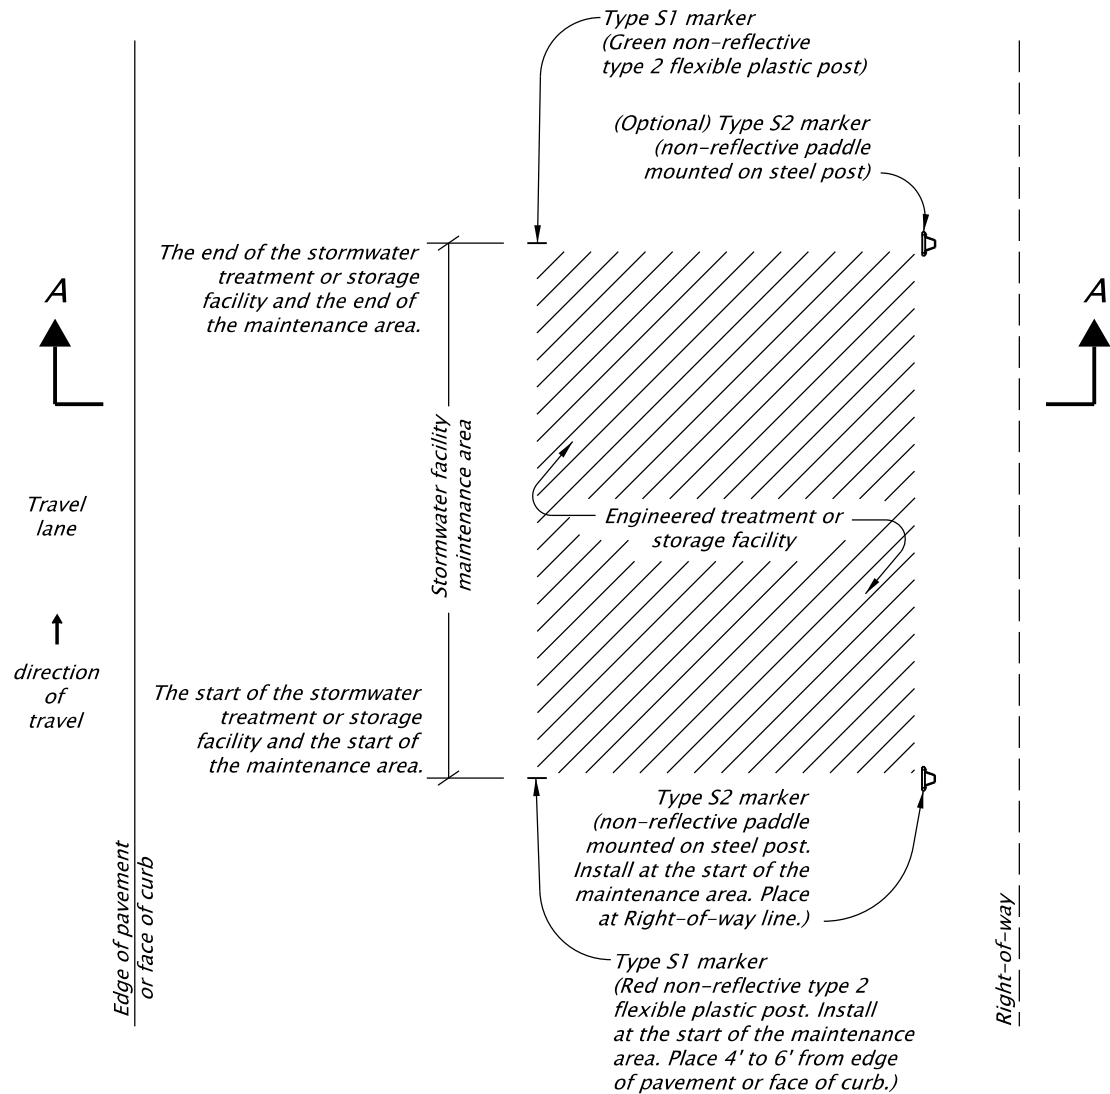 Type S1 marker
(Green non-reflective
type 2 flexible plastic post)
(Optional) Type S2 marker
(non-reflective paddle
mounted on steel post)
The end of the stormwater
treatment or storage
facility and the end of
the maintenance area.
A
A
Stormwater facility
maintenance area
Travel
lane
Engineered treatment or
storage facility
direction
of
travel
The start of the stormwater
treatment or storage
facility and the start of
the maintenance area.
Type S2 marker
(non-reflective paddle
mounted on steel post.
Install at the start of the
maintenance area. Place
at Right-of-way line.)
Edge of pavement
or face of curb
Right-of-way
Type S1 marker
(Red non-reflective type 2
flexible plastic post. Install
at the start of the maintenance
area. Place 4' to 6' from edge
of pavement or face of curb.)